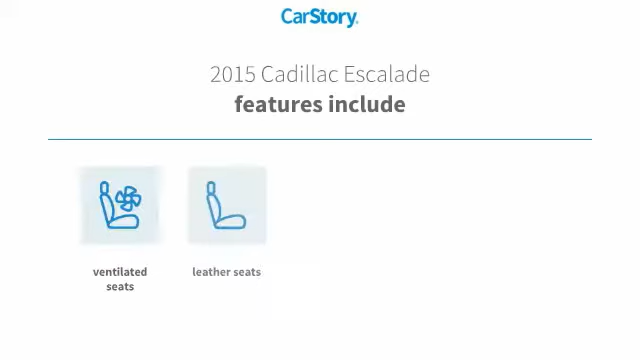 CarStory.
2015 Cadillac Escalade
features include
ventilated
seats
leather seats